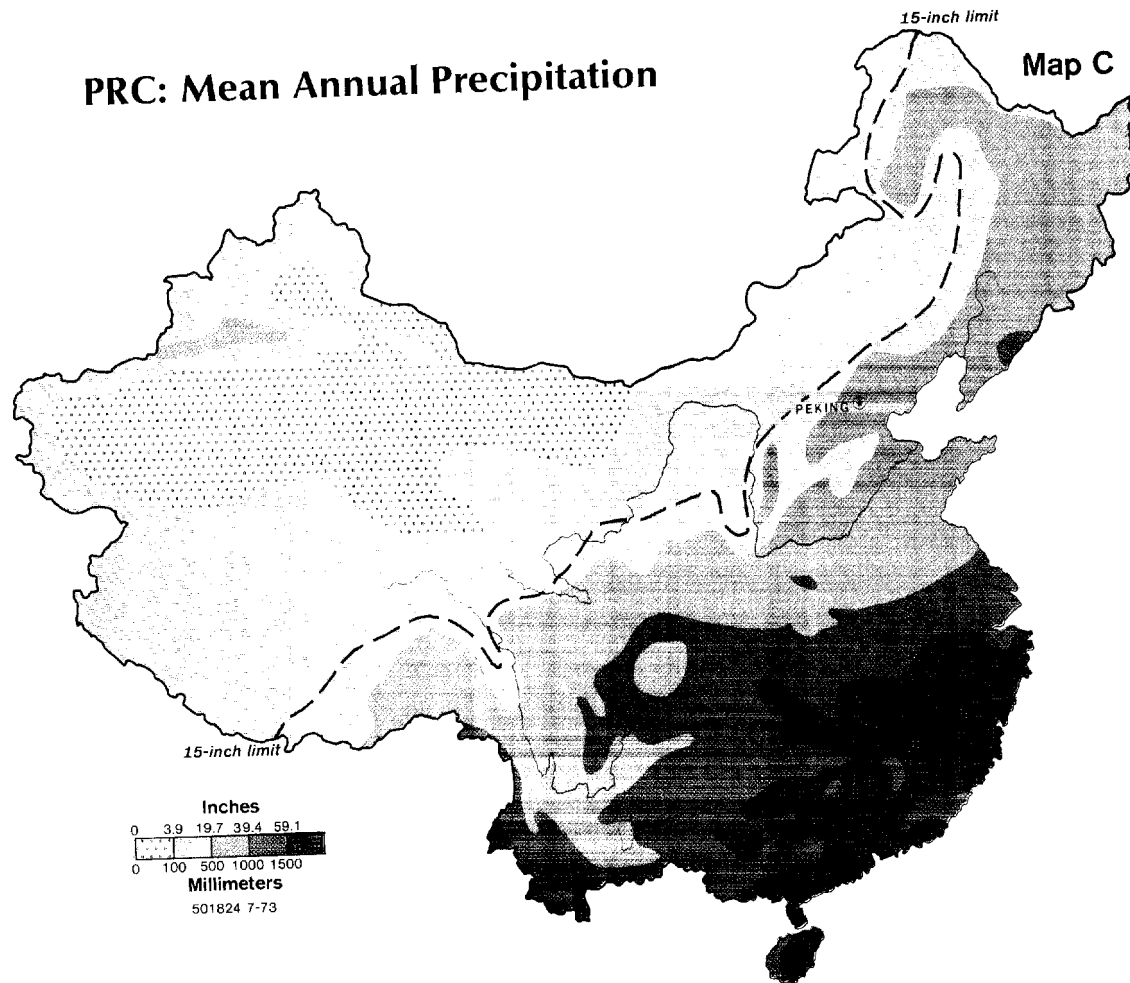 15-inch limit
PRC: Mean Annual Precipitation
Map C
PEKING
15-inch limit
Inches
0 3.9 19.7 39.4 59.1
0 100 500 1000 1500
Millimeters
501824 7-73